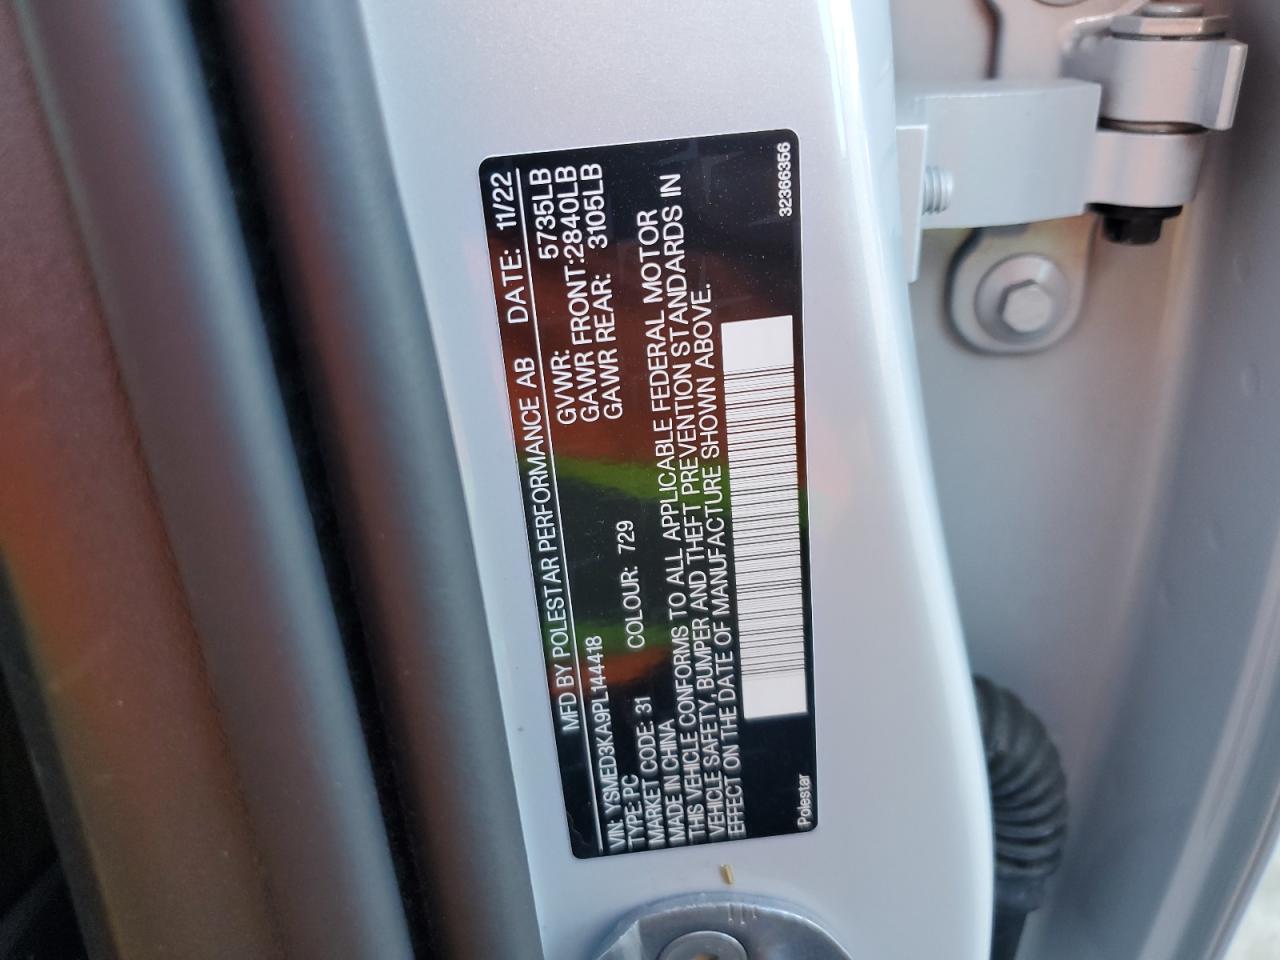 MFD BY POLESTAR PERFORMANCE AB DATE: 11/22
GVWR: 5735LB
GAWR FRONT:2840LB
GAWR REAR: 3105LB
VIN: YSMED3KA9PL144418
TYPE: PC
MARKET CODE: 31 COLOUR: 729
MADE IN CHINA
THIS VEHICLE CONFORMS TO ALL APPLICABLE FEDERAL MOTOR
VEHICLE SAFETY, BUMPER AND THEFT PREVENTION STANDARDS IN
EFFECT ON THE DATE OF MANUFACTURE SHOWN ABOVE.
Polestar 32366356